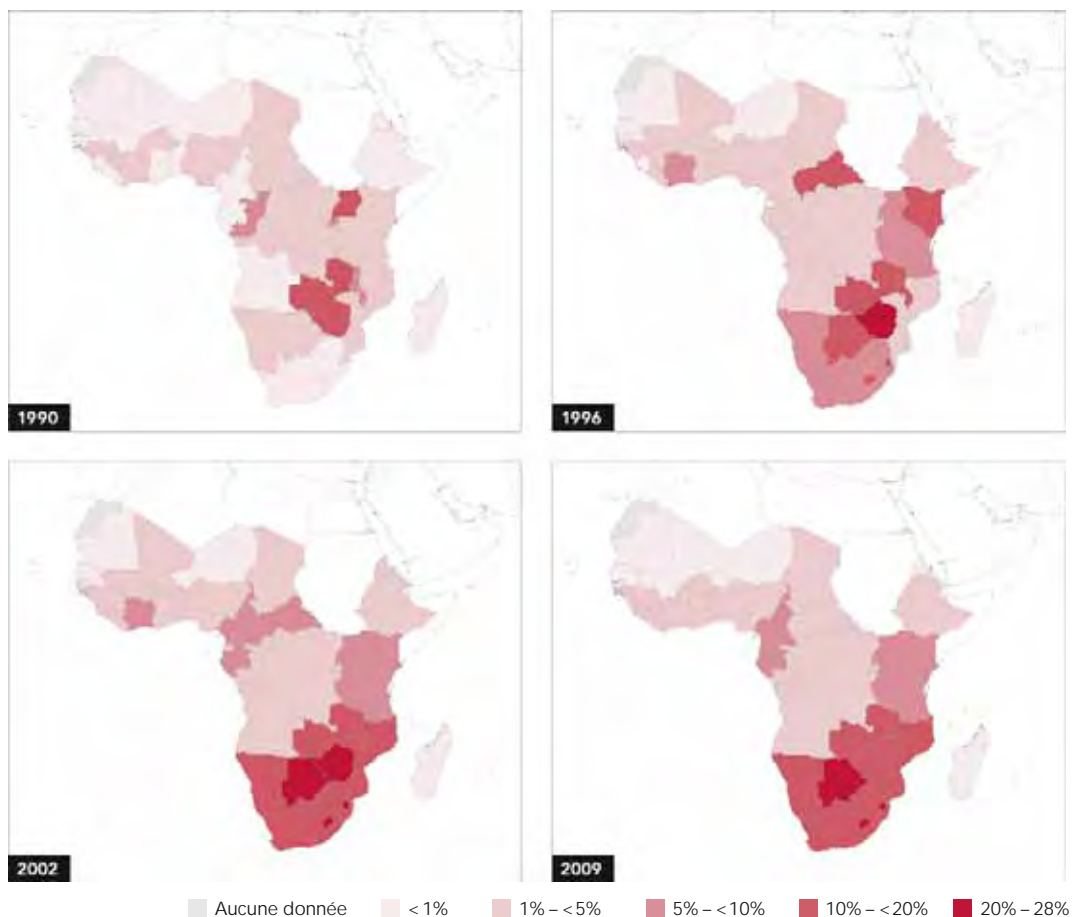 1990
1996
2002
2009
Aucune donnée < 1% 1% – <5% 5% – <10% 10% – <20% 20% – 28%